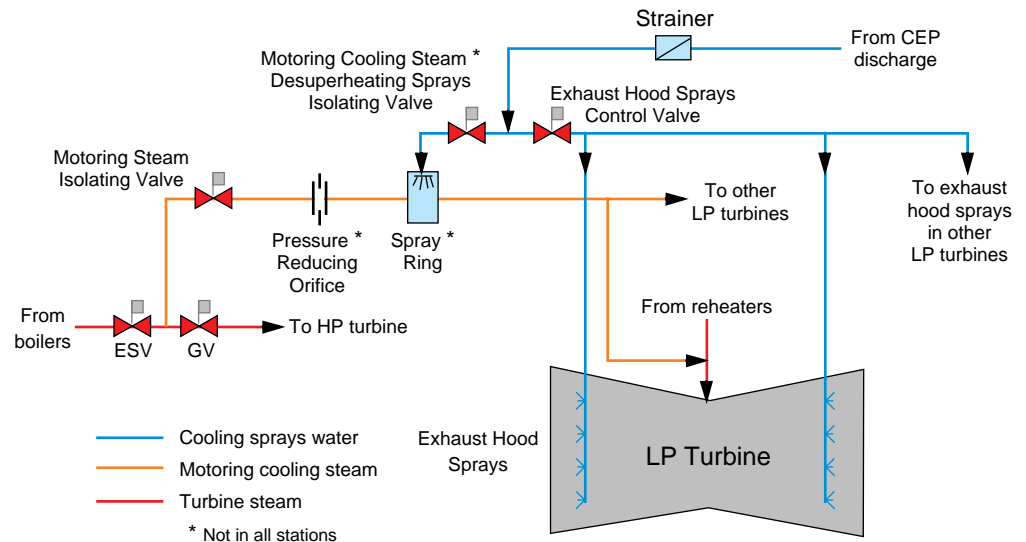 Strainer
From CEP
discharge
Motoring Cooling Steam *
Desuperheating Sprays
Isolating Valve
Exhaust Hood Sprays
Control Valve
Motoring Steam
Isolating Valve
To other
LP turbines
To exhaust
hood sprays
in other
LP turbines
Pressure *
Reducing
Orifice
Spray *
Ring
From
boilers
ESV
GV
To HP turbine
From reheaters
Exhaust Hood
Sprays
LP Turbine
Cooling sprays water
Motoring cooling steam
Turbine steam
* Not in all stations